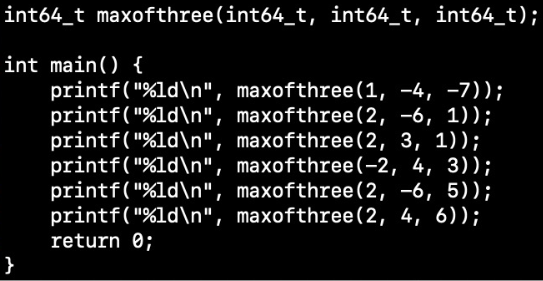 int64_t maxofthree(int64_t, int64_t, int64_t);

int main() {
    printf("%ld\n", maxofthree(1, -4, -7));
    printf("%ld\n", maxofthree(2, -6, 1));
    printf("%ld\n", maxofthree(2, 3, 1));
    printf("%ld\n", maxofthree(-2, 4, 3));
    printf("%ld\n", maxofthree(2, -6, 5));
    printf("%ld\n", maxofthree(2, 4, 6));
    return 0;
}